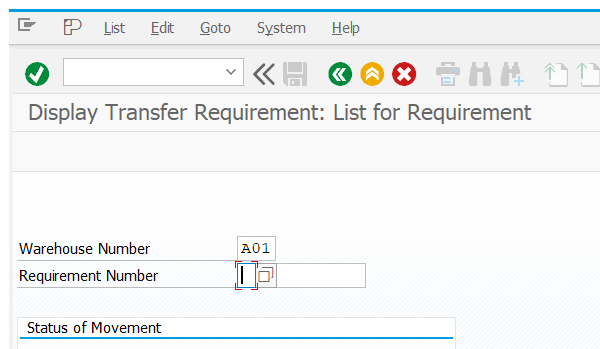 List Edit Goto System Help
Display Transfer Requirement: List for Requirement
Warehouse Number A01
Requirement Number
Status of Movement